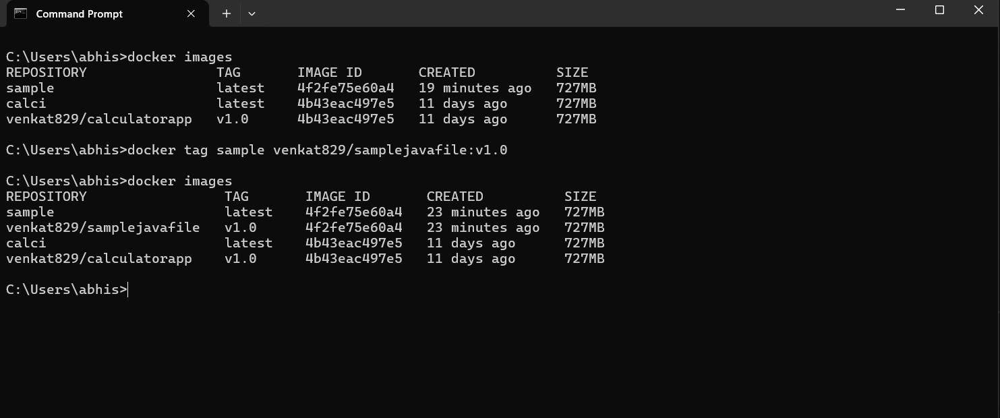 Command Prompt
C:\Users\abhis>docker images
REPOSITORY                TAG       IMAGE ID       CREATED          SIZE
sample                    latest    4f2fe75e60a4   19 minutes ago   727MB
calci                     latest    4b43eac497e5   11 days ago      727MB
venkat829/calculatorapp   v1.0      4b43eac497e5   11 days ago      727MB
C:\Users\abhis>docker tag sample venkat829/samplejavafile:v1.0
C:\Users\abhis>docker images
REPOSITORY                 TAG       IMAGE ID       CREATED          SIZE
sample                     latest    4f2fe75e60a4   23 minutes ago   727MB
venkat829/samplejavafile   v1.0      4f2fe75e60a4   23 minutes ago   727MB
calci                      latest    4b43eac497e5   11 days ago      727MB
venkat829/calculatorapp    v1.0      4b43eac497e5   11 days ago      727MB
C:\Users\abhis>